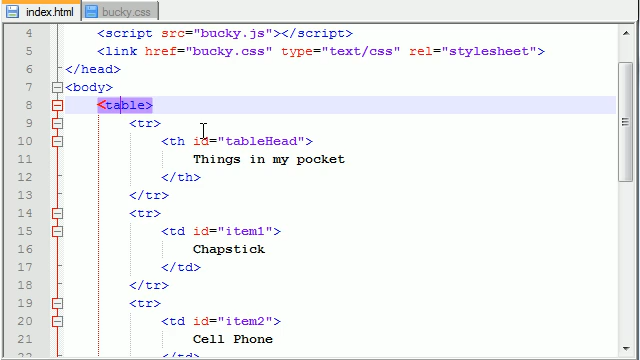 index.html bucky.css
4 <script src="bucky.js"></script>
5 <link href="bucky.css" type="text/css" rel="stylesheet">
6 </head>
7 <body>
8 <table>
9 <tr>
10 <th id="tableHead">
11 Things in my pocket
12 </th>
13 </tr>
14 <tr>
15 <td id="item1">
16 Chapstick
17 </td>
18 </tr>
19 <tr>
20 <td id="item2">
21 Cell Phone
22 </td>